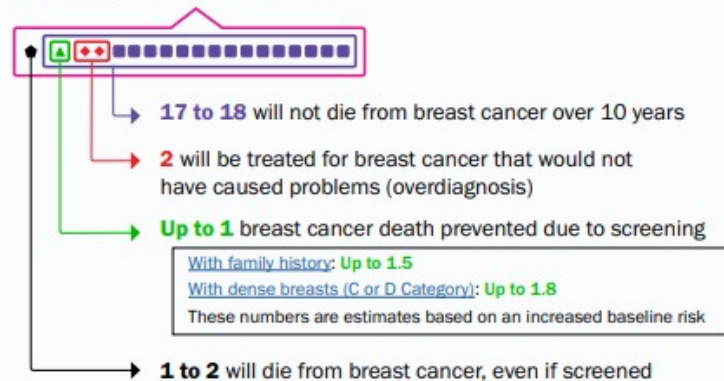 17 to 18 will not die from breast cancer over 10 years
2 will be treated for breast cancer that would not
have caused problems (overdiagnosis)
Up to 1 breast cancer death prevented due to screening
With family history: Up to 1.5
With dense breasts (C or D Category): Up to 1.8
These numbers are estimates based on an increased baseline risk
1 to 2 will die from breast cancer, even if screened